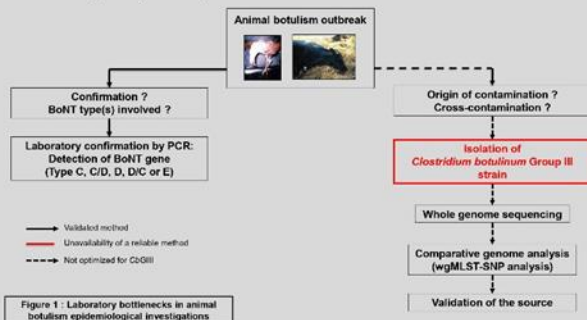 Animal botulism outbreak
Confirmation ?
BoNT type(s) involved ?
Laboratory confirmation by PCR:
Detection of BoNT gene
(Type C, C/D, D, D/C or E)
Origin of contamination ?
Cross-contamination ?
Isolation of
Clostridium botulinum Group III
strain
Whole genome sequencing
Comparative genome analysis
(wgMLST-SNP analysis)
Validation of the source
Validated method
Unavailability of a reliable method
Not optimized for CbGIII
Figure 1 : Laboratory bottlenecks in animal
botulism epidemiological investigations